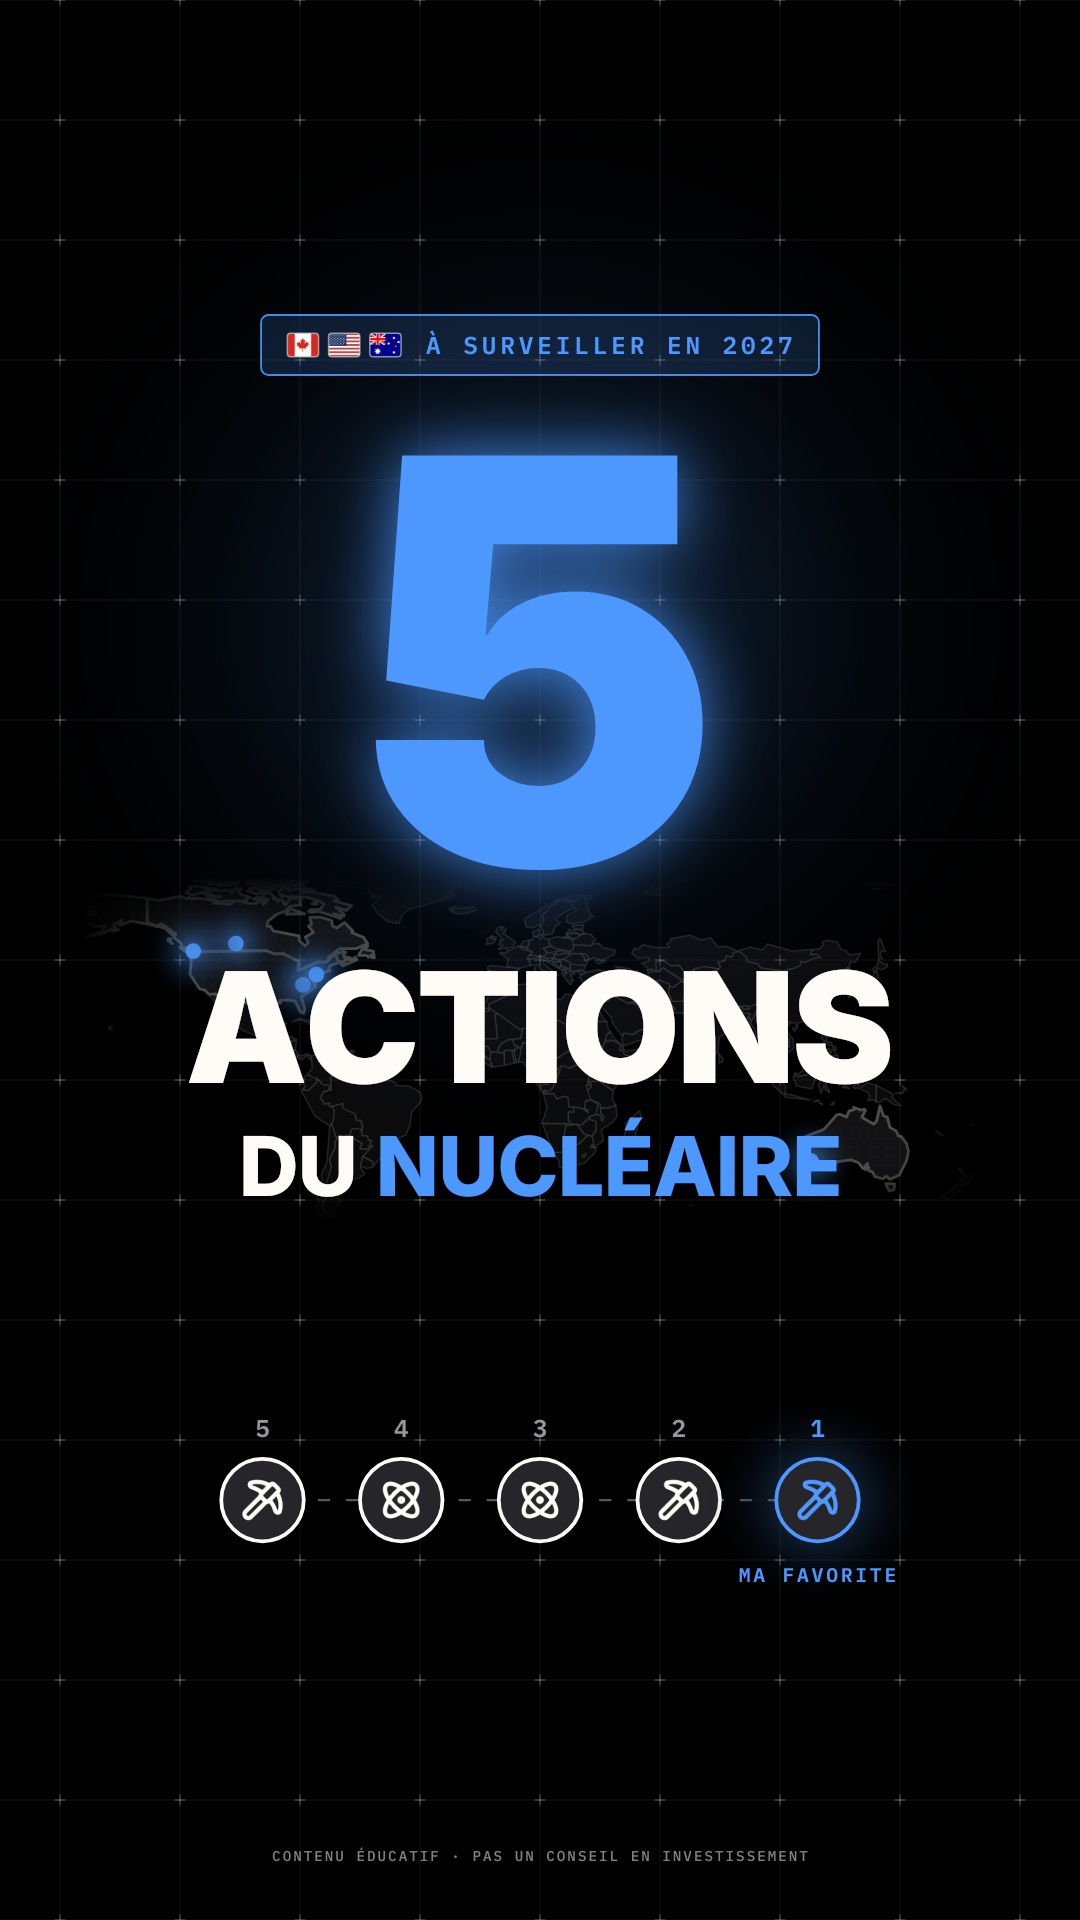 À SURVEILLER EN 2027
5
ACTIONS
DU NUCLÉAIRE
5 4 3 2 1
MA FAVORITE
CONTENU ÉDUCATIF · PAS UN CONSEIL EN INVESTISSEMENT